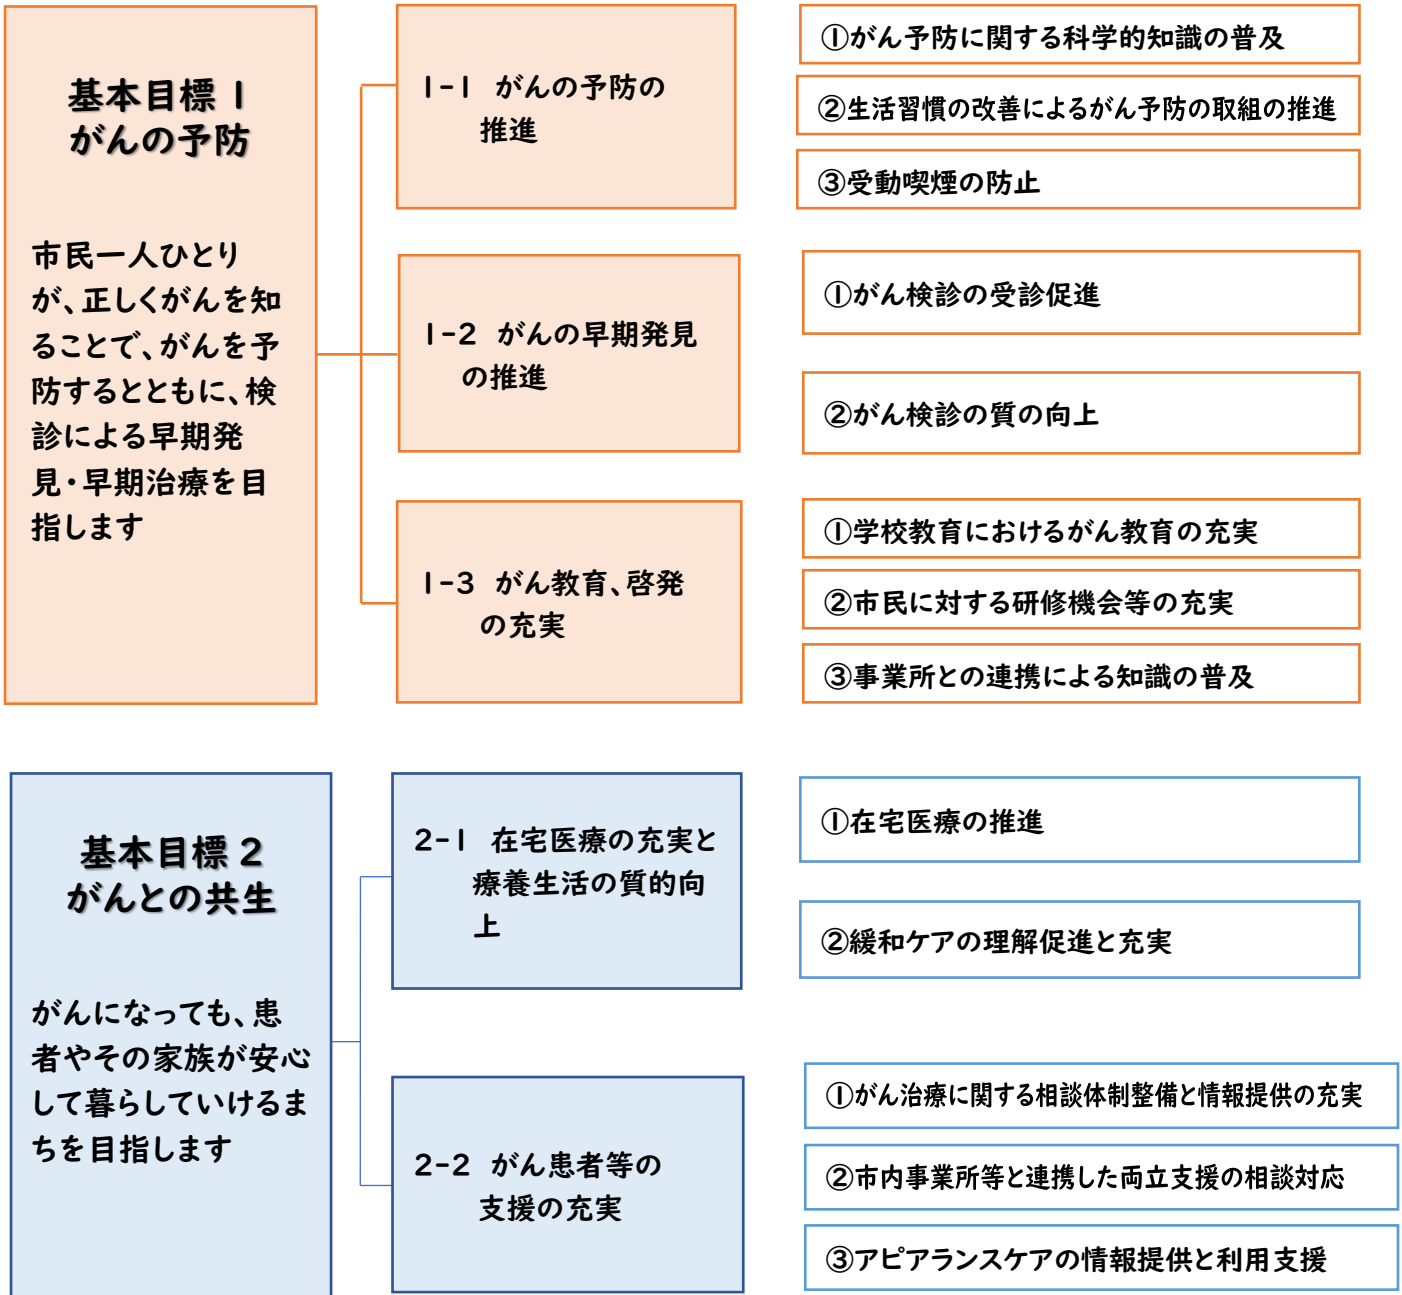 基本目標1
がんの予防
市民一人ひとり
が、正しくがんを知
ることで、がんを予
防するとともに、検
診による早期発
見・早期治療を目
指します
1-1 がんの予防の
推進
①がん予防に関する科学的知識の普及
②生活習慣の改善によるがん予防の取組の推進
③受動喫煙の防止
1-2 がんの早期発見
の推進
①がん検診の受診促進
②がん検診の質の向上
1-3 がん教育、啓発
の充実
①学校教育におけるがん教育の充実
②市民に対する研修機会等の充実
③事業所との連携による知識の普及
基本目標2
がんとの共生
がんになっても、患
者やその家族が安心
して暮らしていけるま
ちを目指します
2-1 在宅医療の充実と
療養生活の質的向
上
①在宅医療の推進
②緩和ケアの理解促進と充実
2-2 がん患者等の
支援の充実
①がん治療に関する相談体制整備と情報提供の充実
②市内事業所等と連携した両立支援の相談対応
③アピアランスケアの情報提供と利用支援